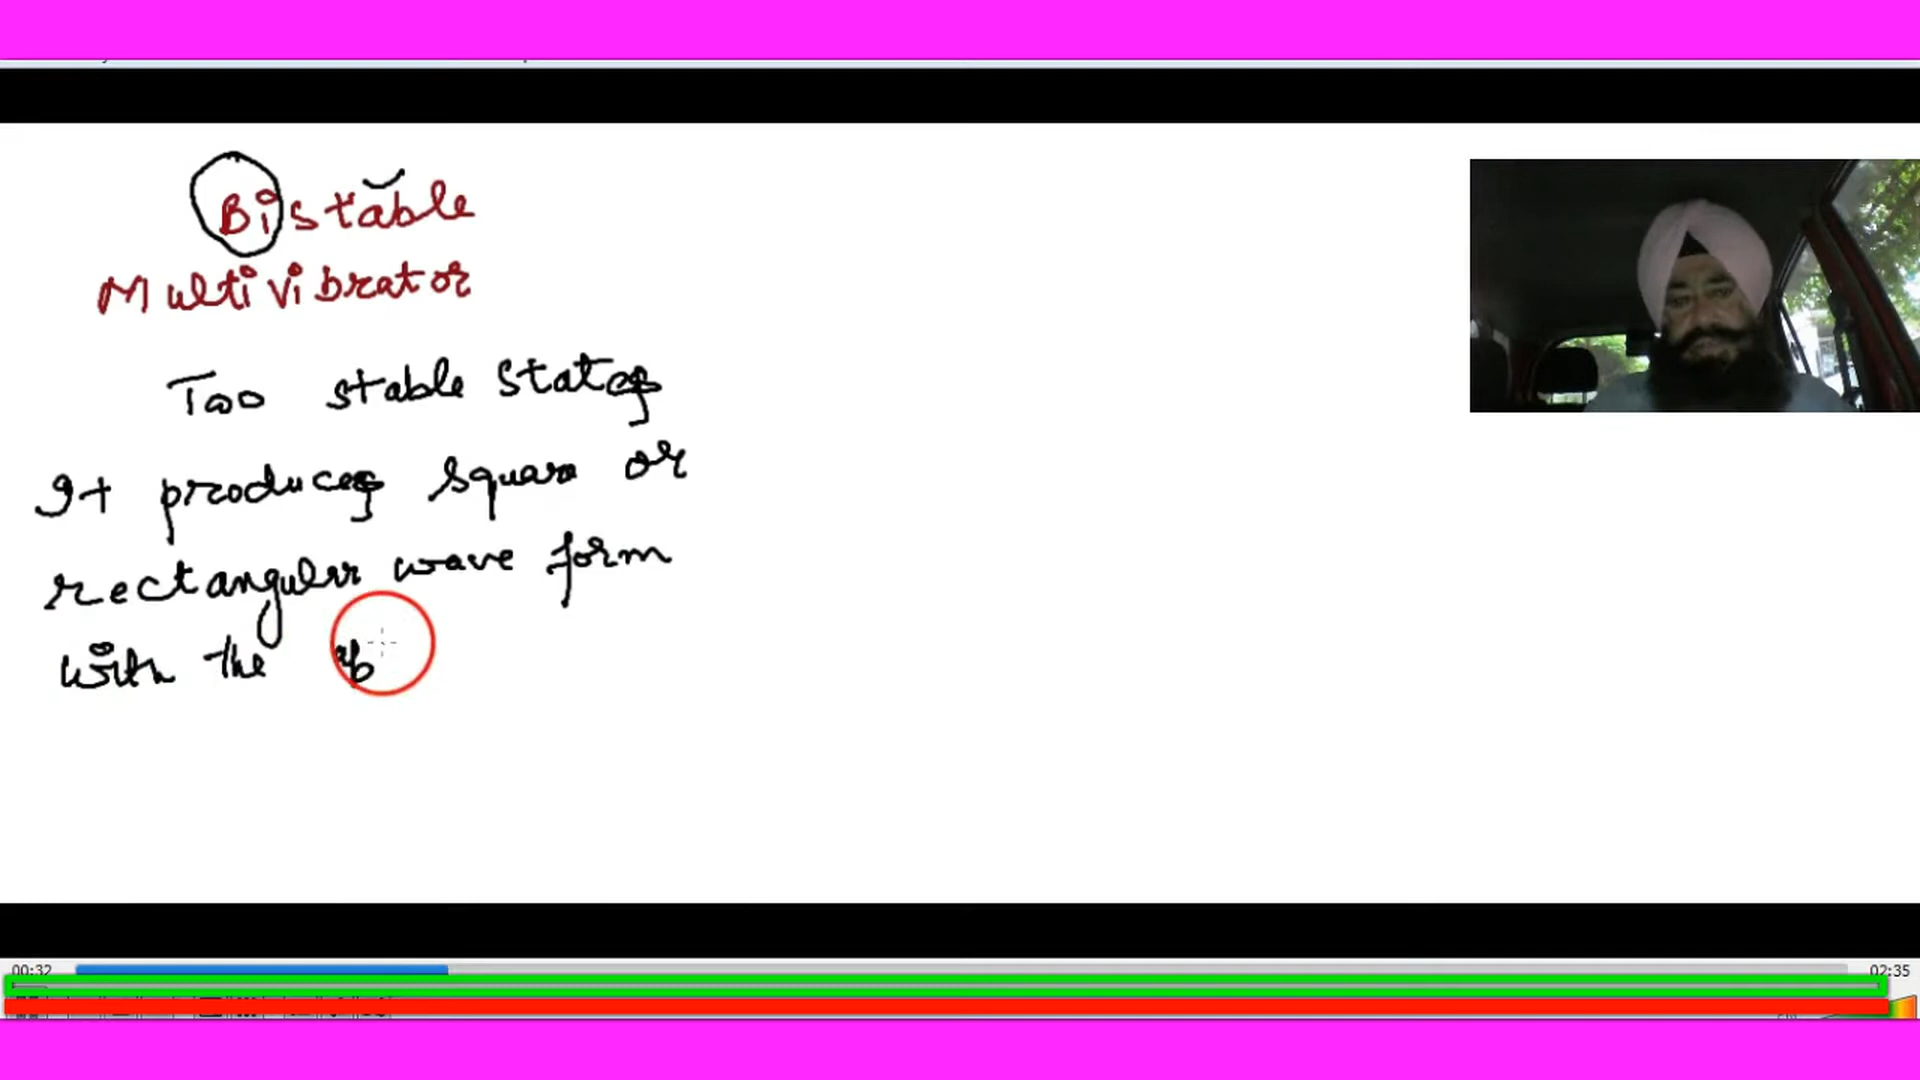 Bistable
Multivibrator
Two stable states
It produces square or
rectangular wave form
with the
00:32
02:35